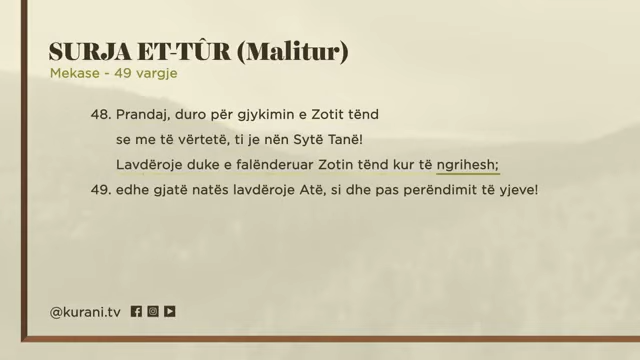 SURJA ET-TÛR (Malitur)
Mekase - 49 vargje
48. Prandaj, duro për gjykimin e Zotit tënd
se me të vërtetë, ti je nën Sytë Tanë!
Lavdëroje duke e falënderuar Zotin tënd kur të ngrihesh;
49. edhe gjatë natës lavdëroje Atë, si dhe pas perëndimit të yjeve!
@kurani.tv